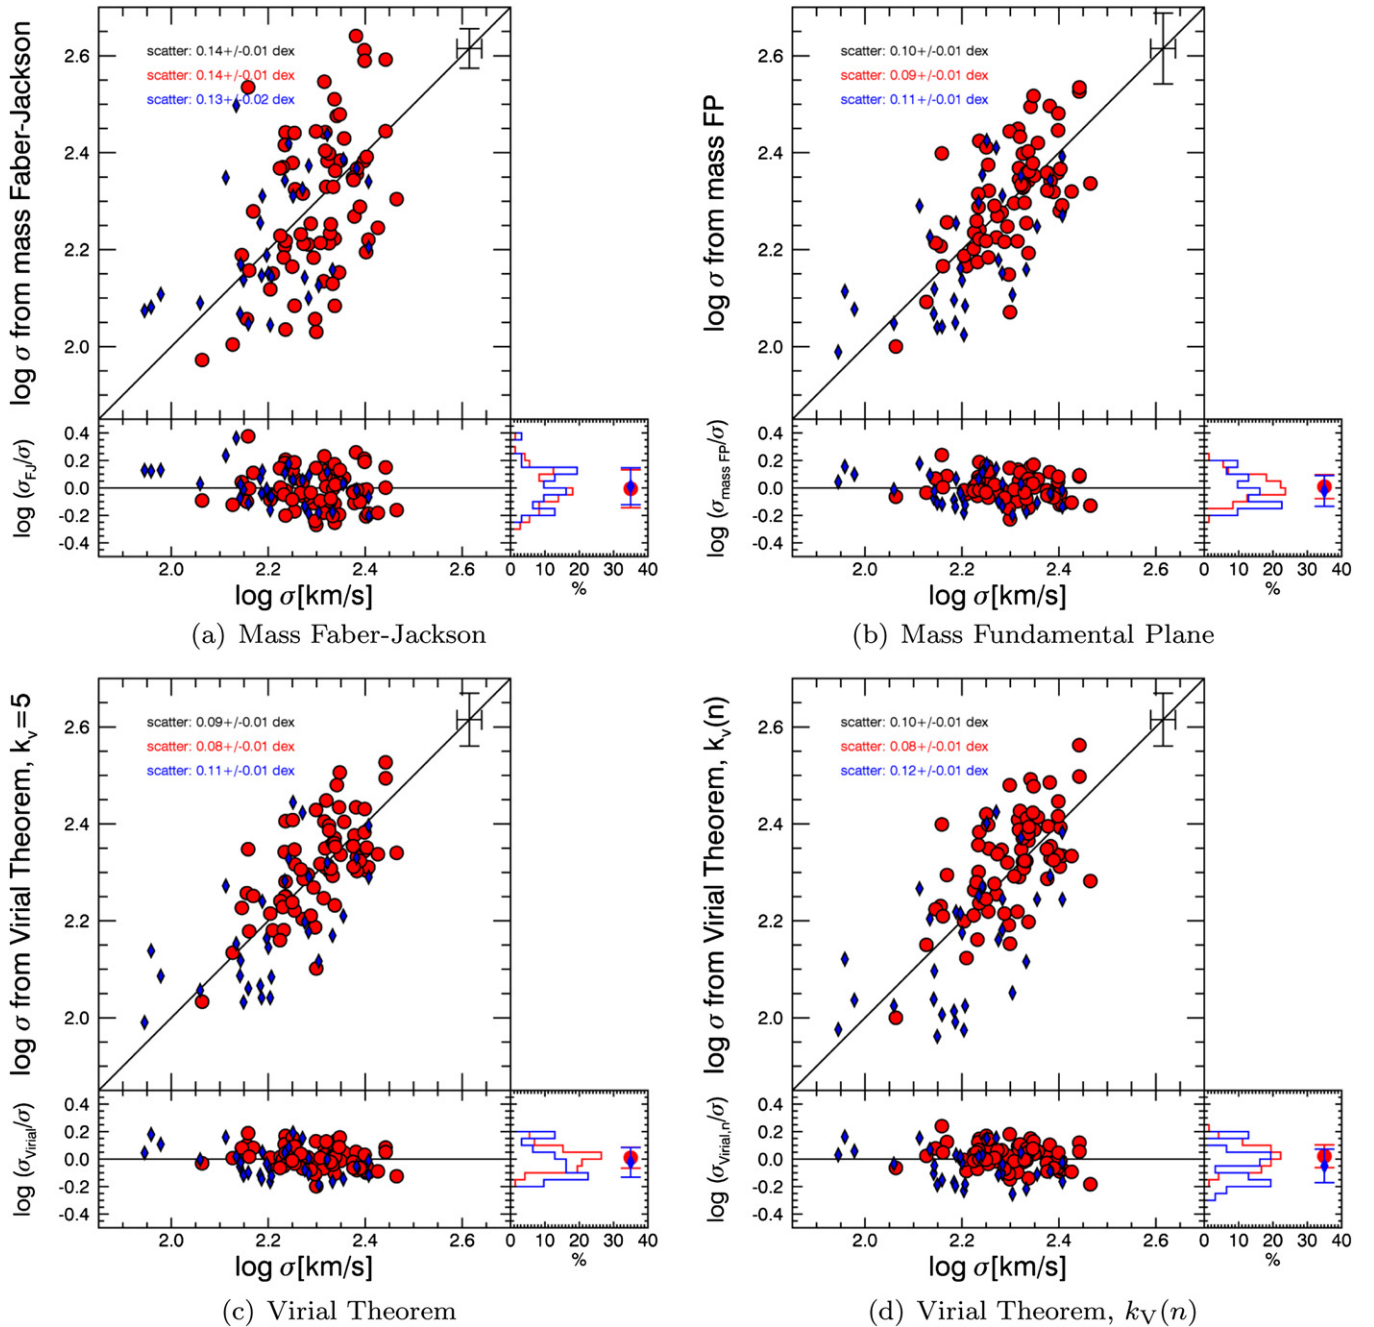 log σ from mass Faber-Jackson
2.6
2.4
2.2
2.0
scatter: 0.14+/-0.01 dex
scatter: 0.14+/-0.01 dex
scatter: 0.13+/-0.02 dex
log (σFJ/σ)
0.4
0.2
0.0
-0.2
-0.4
2.0 2.2 2.4 2.6
0 10 20 30 40
log σ[km/s]
%
(a) Mass Faber-Jackson
log σ from mass FP
2.6
2.4
2.2
2.0
scatter: 0.10+/-0.01 dex
scatter: 0.09+/-0.01 dex
scatter: 0.11+/-0.01 dex
log (σmass FP/σ)
0.4
0.2
0.0
-0.2
-0.4
2.0 2.2 2.4 2.6
0 10 20 30 40
log σ[km/s]
%
(b) Mass Fundamental Plane
log σ from Virial Theorem, kv=5
2.6
2.4
2.2
2.0
scatter: 0.09+/-0.01 dex
scatter: 0.08+/-0.01 dex
scatter: 0.11+/-0.01 dex
log (σVirial/σ)
0.4
0.2
0.0
-0.2
-0.4
2.0 2.2 2.4 2.6
0 10 20 30 40
log σ[km/s]
%
(c) Virial Theorem
log σ from Virial Theorem, kv(n)
2.6
2.4
2.2
2.0
scatter: 0.10+/-0.01 dex
scatter: 0.08+/-0.01 dex
scatter: 0.12+/-0.01 dex
log (σVirial,n/σ)
0.4
0.2
0.0
-0.2
-0.4
2.0 2.2 2.4 2.6
0 10 20 30 40
log σ[km/s]
%
(d) Virial Theorem, kV(n)